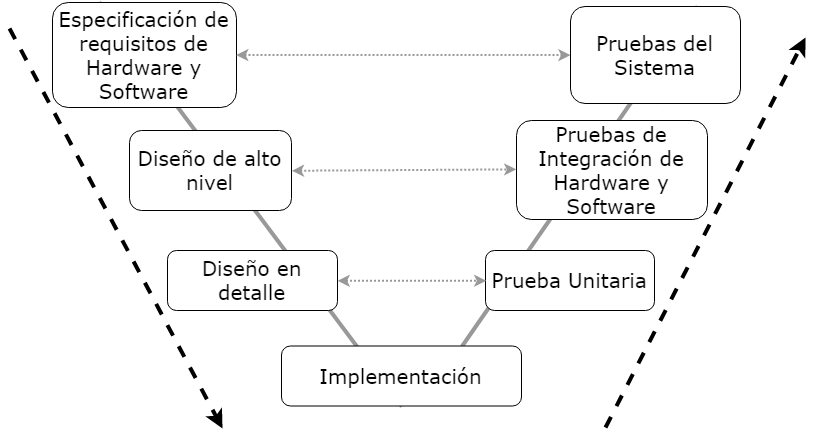 Especificación de
requisitos de
Hardware y
Software
Pruebas del
Sistema
Diseño de alto
nivel
Pruebas de
Integración de
Hardware y
Software
Diseño en
detalle
Prueba Unitaria
Implementación